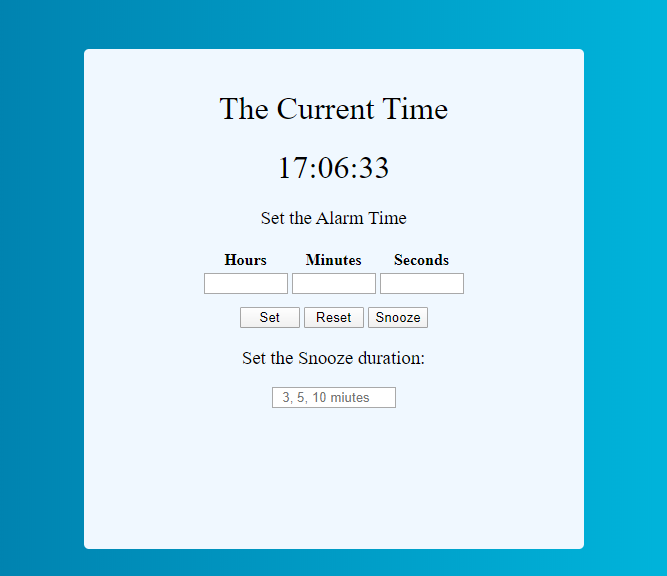 The Current Time
17:06:33
Set the Alarm Time
Hours Minutes Seconds
Set Reset Snooze
Set the Snooze duration:
3, 5, 10 miutes